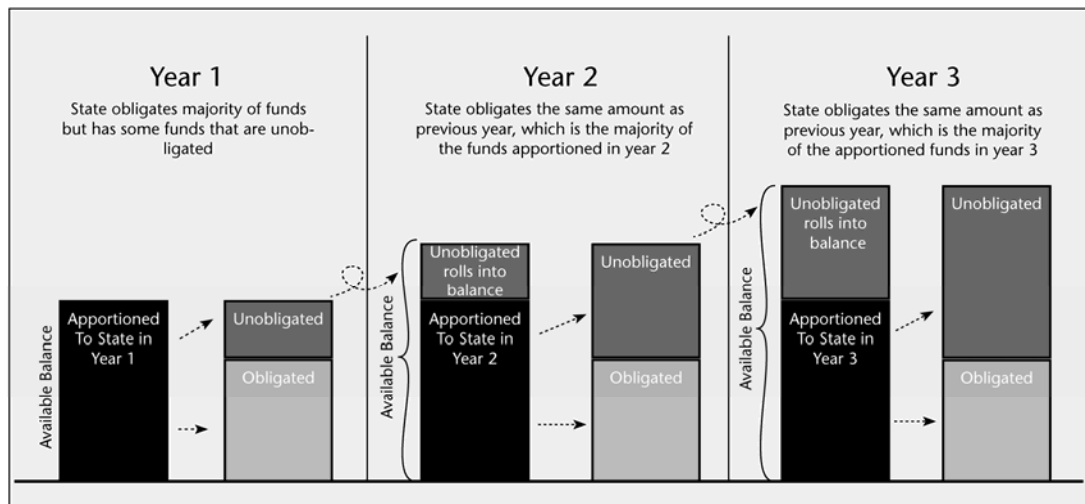 Year 1
State obligates majority of funds
but has some funds that are unob-
ligated
Available Balance
Apportioned
To State in
Year 1
Unobligated
Obligated
Year 2
State obligates the same amount as
previous year, which is the majority of
the funds apportioned in year 2
Available Balance
Unobligated
rolls into
balance
Apportioned
To State in
Year 2
Unobligated
Obligated
Year 3
State obligates the same amount as
previous year, which is the majority
of the apportioned funds in year 3
Available Balance
Unobligated
rolls into
balance
Apportioned
To State in
Year 3
Unobligated
Obligated